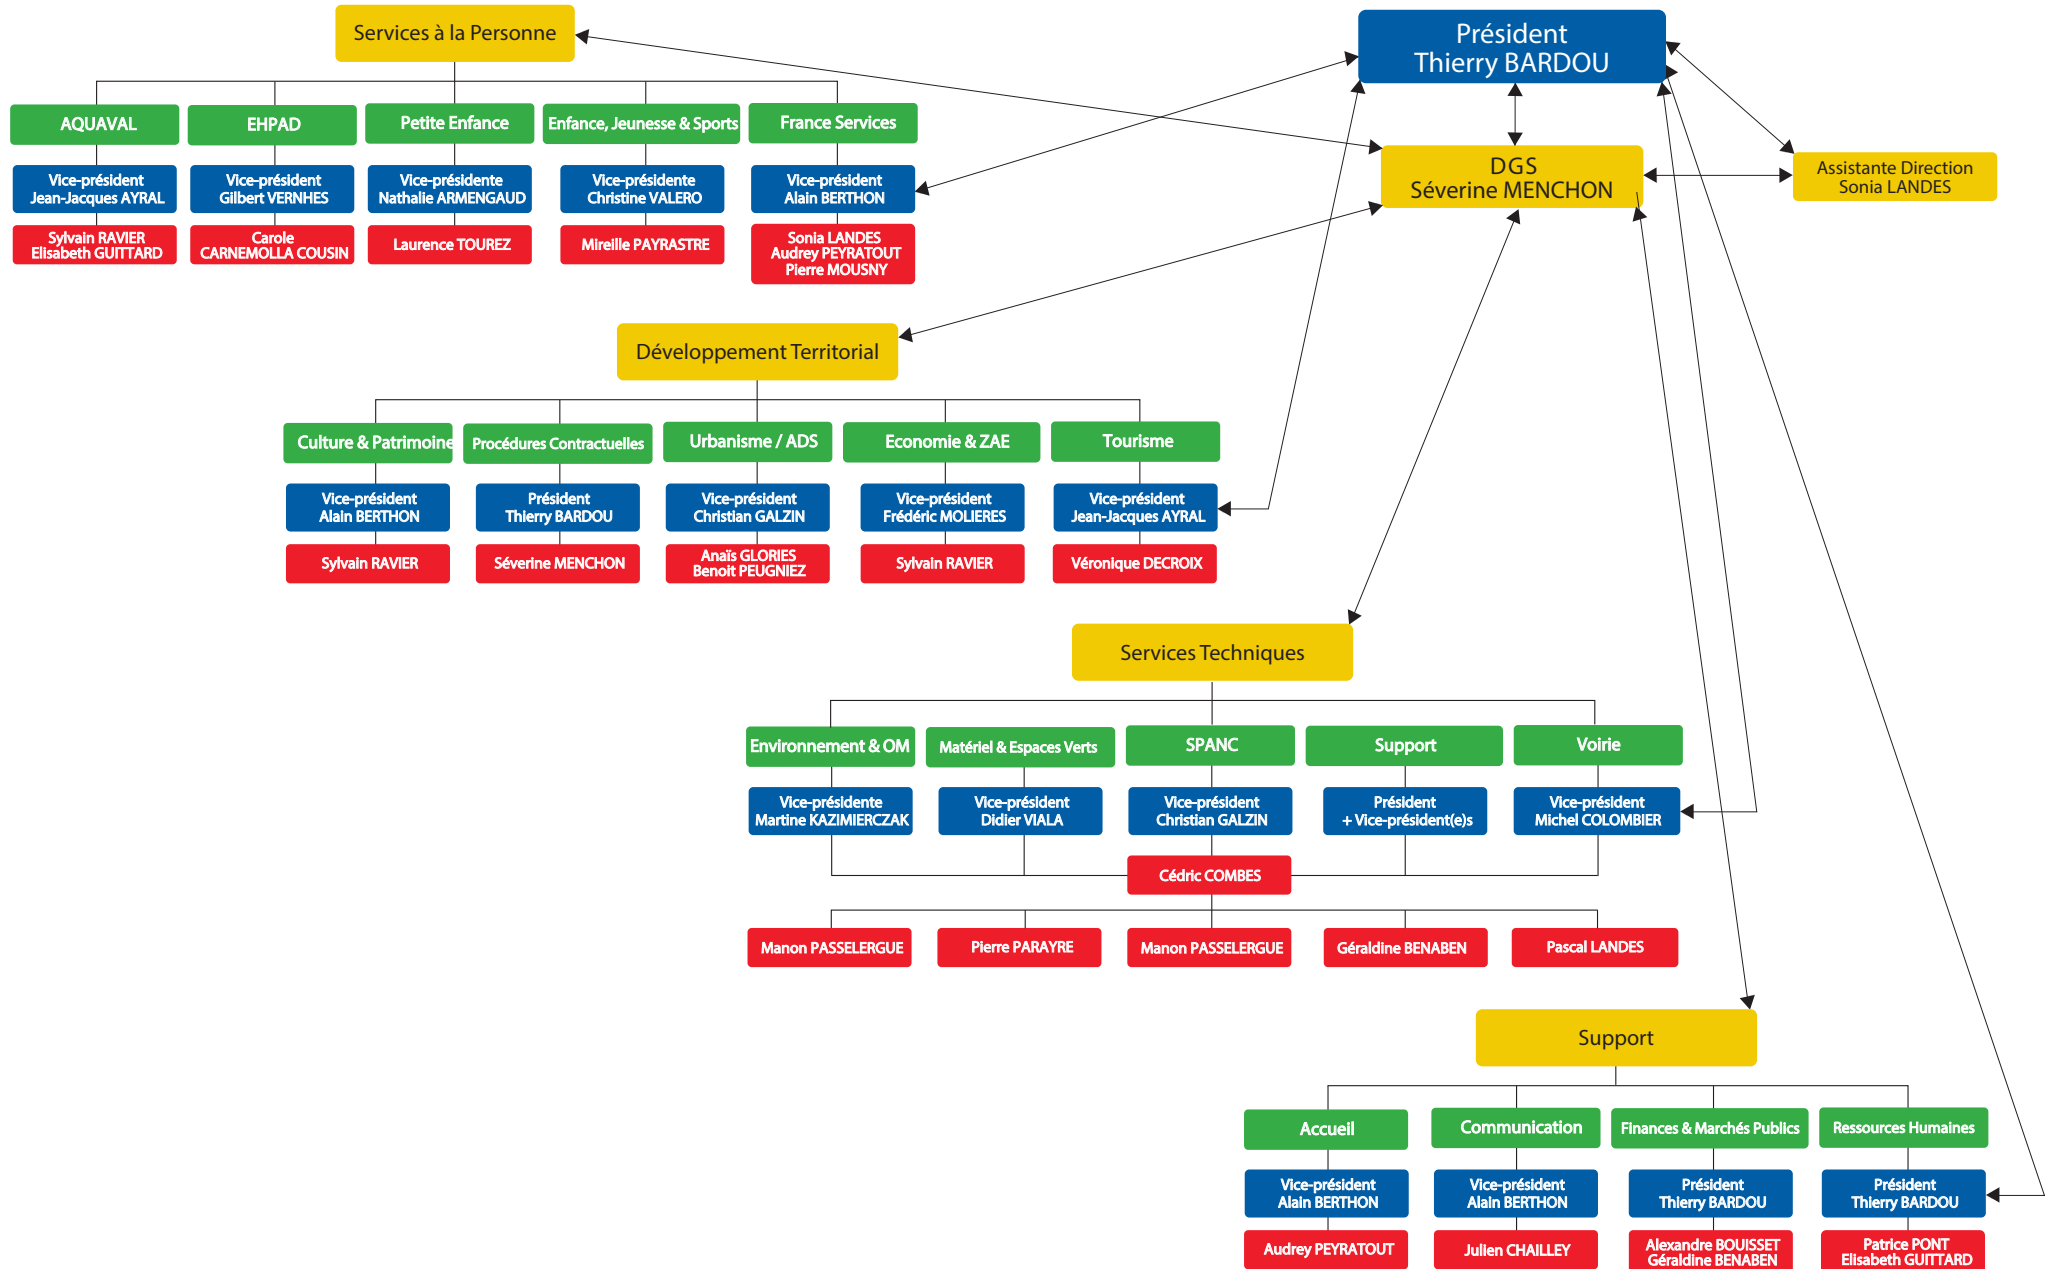 Services à la Personne
Président
Thierry BARDOU
AQUAVAL
EHPAD
Petite Enfance
Enfance, Jeunesse & Sports
France Services
Vice-président
Jean-Jacques AYRAL
Vice-président
Gilbert VERNHES
Vice-présidente
Nathalie ARMENGAUD
Vice-présidente
Christine VALERO
Vice-président
Alain BERTHON
DGS
Séverine MENCHON
Assistante Direction
Sonia LANDES
Sylvain RAVIER
Elisabeth GUITTARD
Carole
CARNEMOLLA COUSIN
Laurence TOUREZ
Mireille PAYRASTRE
Sonia LANDES
Audrey PEYRATOUT
Pierre MOUSNY
Développement Territorial
Culture & Patrimoine
Procédures Contractuelles
Urbanisme / ADS
Economie & ZAE
Tourisme
Vice-président
Alain BERTHON
Président
Thierry BARDOU
Vice-président
Christian GALZIN
Vice-président
Frédéric MOLIERES
Vice-président
Jean-Jacques AYRAL
Sylvain RAVIER
Séverine MENCHON
Anaïs GLORIES
Benoit PEUGNIEZ
Sylvain RAVIER
Véronique DECROIX
Services Techniques
Environnement & OM
Matériel & Espaces Verts
SPANC
Support
Voirie
Vice-présidente
Martine KAZIMIERCZAK
Vice-président
Didier VIALA
Vice-président
Christian GALZIN
Président
+ Vice-président(e)s
Vice-président
Michel COLOMBIER
Cédric COMBES
Manon PASSELERGUE
Pierre PARAYRE
Manon PASSELERGUE
Géraldine BENABEN
Pascal LANDES
Support
Accueil
Communication
Finances & Marchés Publics
Ressources Humaines
Vice-président
Alain BERTHON
Vice-président
Alain BERTHON
Président
Thierry BARDOU
Président
Thierry BARDOU
Audrey PEYRATOUT
Julien CHAILLEY
Alexandre BOUISSET
Géraldine BENABEN
Patrice PONT
Elisabeth GUITTARD